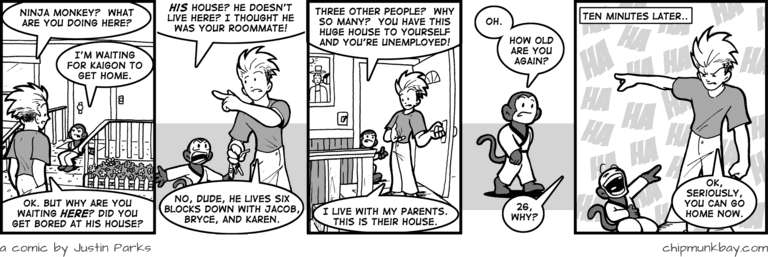 NINJA MONKEY? WHAT
ARE YOU DOING HERE?
I'M WAITING
FOR KAIGON TO
GET HOME.
OK. BUT WHY ARE YOU
WAITING HERE? DID YOU
GET BORED AT HIS HOUSE?
HIS HOUSE? HE DOESN'T
LIVE HERE? I THOUGHT HE
WAS YOUR ROOMMATE!
NO, DUDE, HE LIVES SIX
BLOCKS DOWN WITH JACOB,
BRYCE, AND KAREN.
THREE OTHER PEOPLE? WHY
SO MANY? YOU HAVE THIS
HUGE HOUSE TO YOURSELF
AND YOU'RE UNEMPLOYED!
I LIVE WITH MY PARENTS.
THIS IS THEIR HOUSE.
OH.
HOW OLD
ARE YOU
AGAIN?
26,
WHY?
TEN MINUTES LATER..
HA
HA
HA
HA
HA
HA
HA
HA
HA
HA
OK,
SERIOUSLY,
YOU CAN GO
HOME NOW.
a comic by Justin Parks
chipmunkbay.com